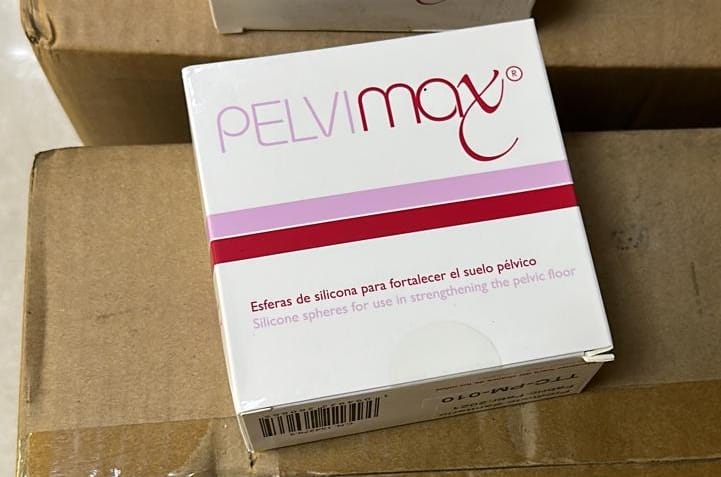 PELVIMAX®
Esferas de silicona para fortalecer el suelo pélvico
Silicone spheres for use in strengthening the pelvic floor
TTC-PM-010